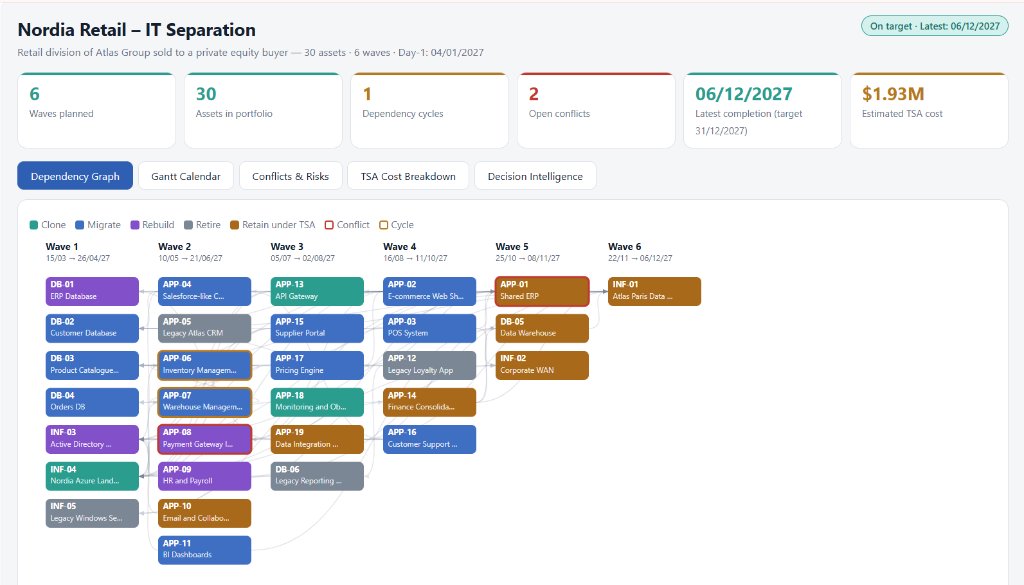 Nordia Retail – IT Separation
On target · Latest: 06/12/2027
Retail division of Atlas Group sold to a private equity buyer — 30 assets · 6 waves · Day-1: 04/01/2027
6
Waves planned
30
Assets in portfolio
1
Dependency cycles
2
Open conflicts
06/12/2027
Latest completion (target
31/12/2027)
$1.93M
Estimated TSA cost
Dependency Graph
Gantt Calendar
Conflicts & Risks
TSA Cost Breakdown
Decision Intelligence
Clone
Migrate
Rebuild
Retire
Retain under TSA
Conflict
Cycle
Wave 1
15/03 → 26/04/27
DB-01
ERP Database
DB-02
Customer Database
DB-03
Product Catalogue...
DB-04
Orders DB
INF-03
Active Directory ...
INF-04
Nordia Azure Land...
INF-05
Legacy Windows Se...
Wave 2
10/05 → 21/06/27
APP-04
Salesforce-like C...
APP-05
Legacy Atlas CRM
APP-06
Inventory Managem...
APP-07
Warehouse Managem...
APP-08
Payment Gateway I...
APP-09
HR and Payroll
APP-10
Email and Collabo...
APP-11
BI Dashboards
Wave 3
05/07 → 02/08/27
APP-13
API Gateway
APP-15
Supplier Portal
APP-17
Pricing Engine
APP-18
Monitoring and Ob...
APP-19
Data Integration ...
DB-06
Legacy Reporting ...
Wave 4
16/08 → 11/10/27
APP-02
E-commerce Web Sh...
APP-03
POS System
APP-12
Legacy Loyalty App
APP-14
Finance Consolida...
APP-16
Customer Support ...
Wave 5
25/10 → 08/11/27
APP-01
Shared ERP
DB-05
Data Warehouse
INF-02
Corporate WAN
Wave 6
22/11 → 06/12/27
INF-01
Atlas Paris Data ...